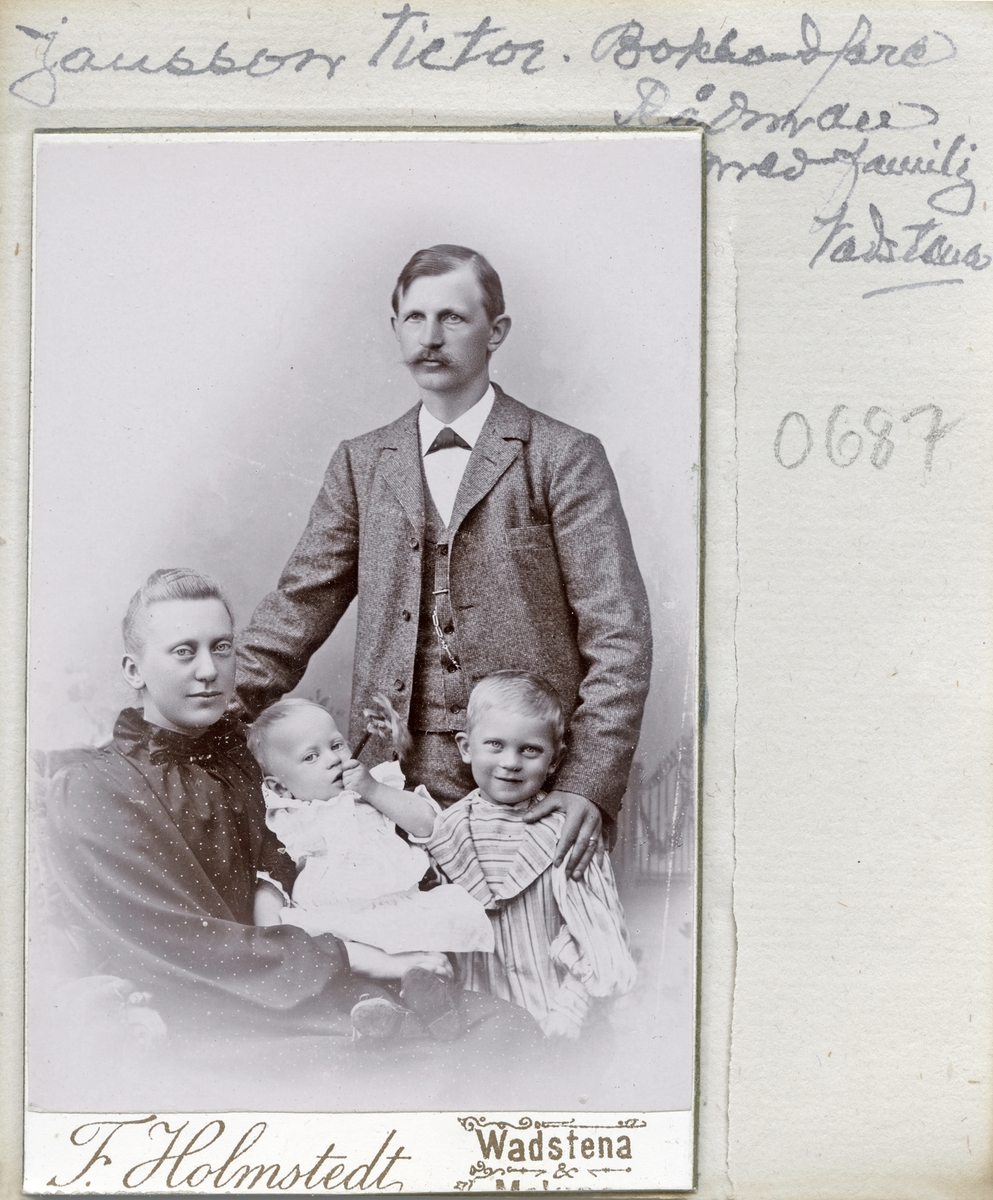 Jansson Victor. Bokhandlare
Rådman
med familj
Vadstena
0687
F. Holmstedt
Wadstena
&